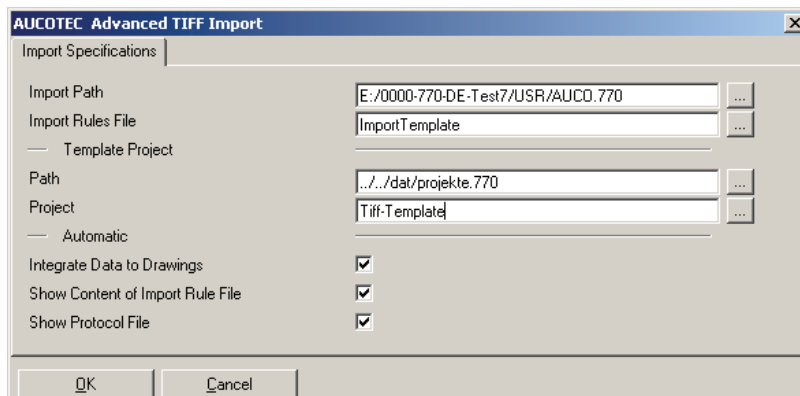 AUCOTEC Advanced TIFF Import
Import Specifications
Import Path E:/0000-770-DE-Test7/USR/AUCO.770 ...
Import Rules File ImportTemplate ...
Template Project
Path ../../dat/projekte.770 ...
Project Tiff-Template ...
Automatic
Integrate Data to Drawings
Show Content of Import Rule File
Show Protocol File
OK Cancel